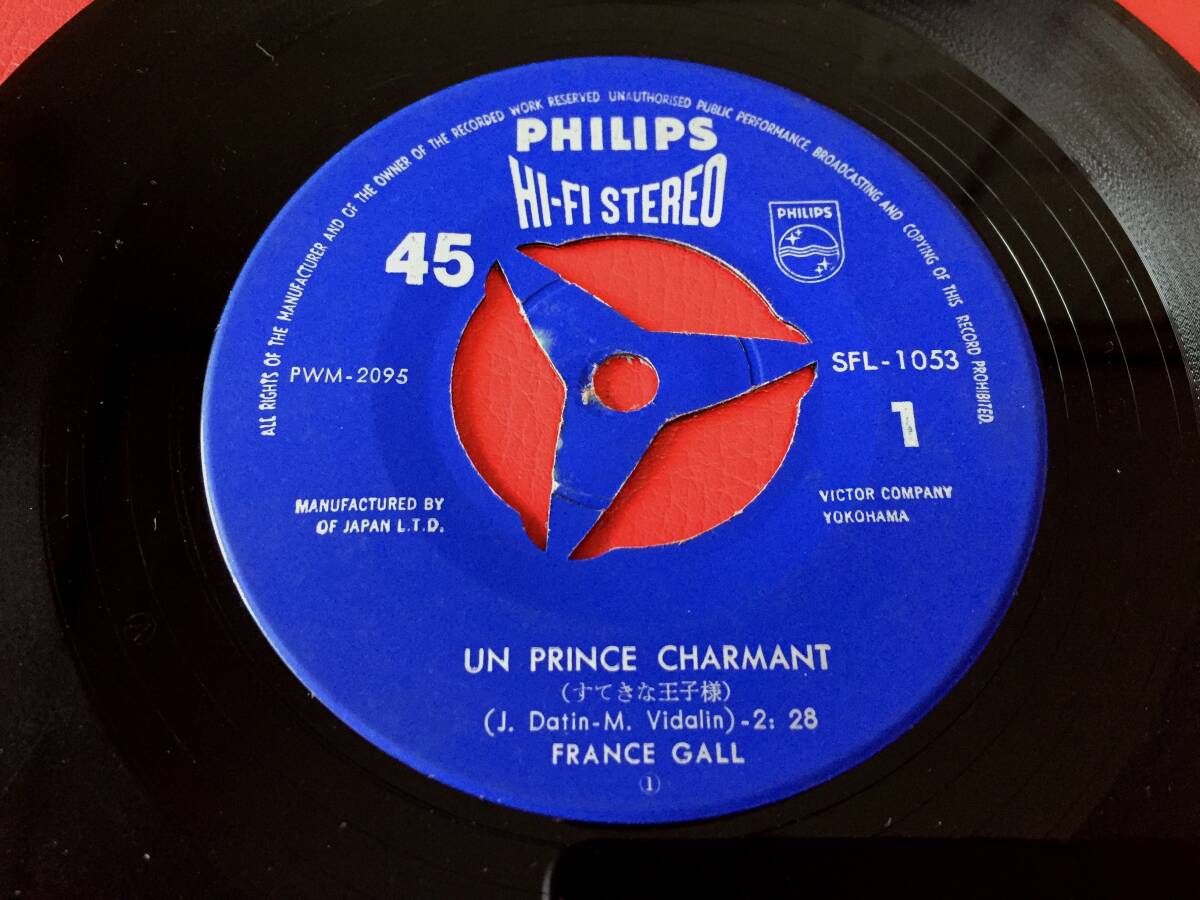 ALL RIGHTS OF THE MANUFACTURER AND OF THE OWNER OF THE RECORDED WORK RESERVED UNAUTHORISED PUBLIC PERFORMANCE BROADCASTING AND COPYING OF THIS RECORD PROHIBITED.
PHILIPS
HI-FI STEREO
45
PHILIPS
PWM-2095
SFL-1053
1
MANUFACTURED BY
OF JAPAN L.T.D.
VICTOR COMPANY
YOKOHAMA
UN PRINCE CHARMANT
(すてきな王子様)
(J. Datin-M. Vidalin)-2: 28
FRANCE GALL
①